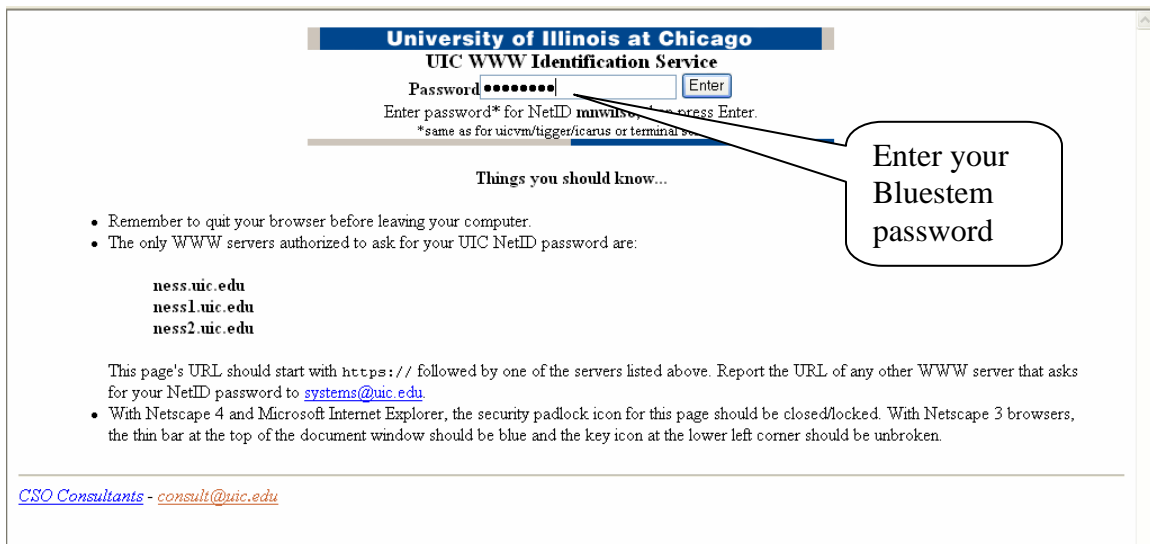 University of Illinois at Chicago
UIC WWW Identification Service
Password •••••••• Enter
Enter password* for NetID press Enter.
*same as for uicvm/tigger/icarus or terminal
Enter your
Bluestem
password
Things you should know...
• Remember to quit your browser before leaving your computer.
• The only WWW servers authorized to ask for your UIC NetID password are:
ness.uic.edu
ness1.uic.edu
ness2.uic.edu
This page's URL should start with https:// followed by one of the servers listed above. Report the URL of any other WWW server that asks
for your NetID password to systems@uic.edu.
• With Netscape 4 and Microsoft Internet Explorer, the security padlock icon for this page should be closed/locked. With Netscape 3 browsers,
the thin bar at the top of the document window should be blue and the key icon at the lower left corner should be unbroken.
CSO Consultants - consult@uic.edu